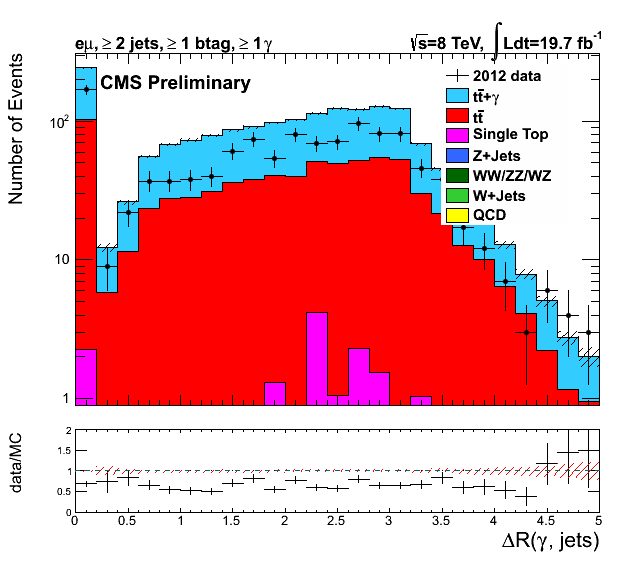 eμ, ≥ 2 jets, ≥ 1 btag, ≥ 1 γ
√s=8 TeV, ∫Ldt=19.7 fb⁻¹
CMS Preliminary
2012 data
tt̄+γ
tt̄
Single Top
Z+Jets
WW/ZZ/WZ
W+Jets
QCD
Number of Events
10²
10
1
data/MC
2
1.5
1
0.5
0
0 0.5 1 1.5 2 2.5 3 3.5 4 4.5 5
ΔR(γ, jets)